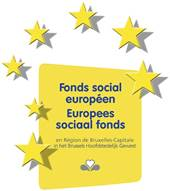 Fonds social
européen
Europees
sociaal fonds
en Région de Bruxelles-Capitale
in het Brussels Hoofdstedelijk Gewest